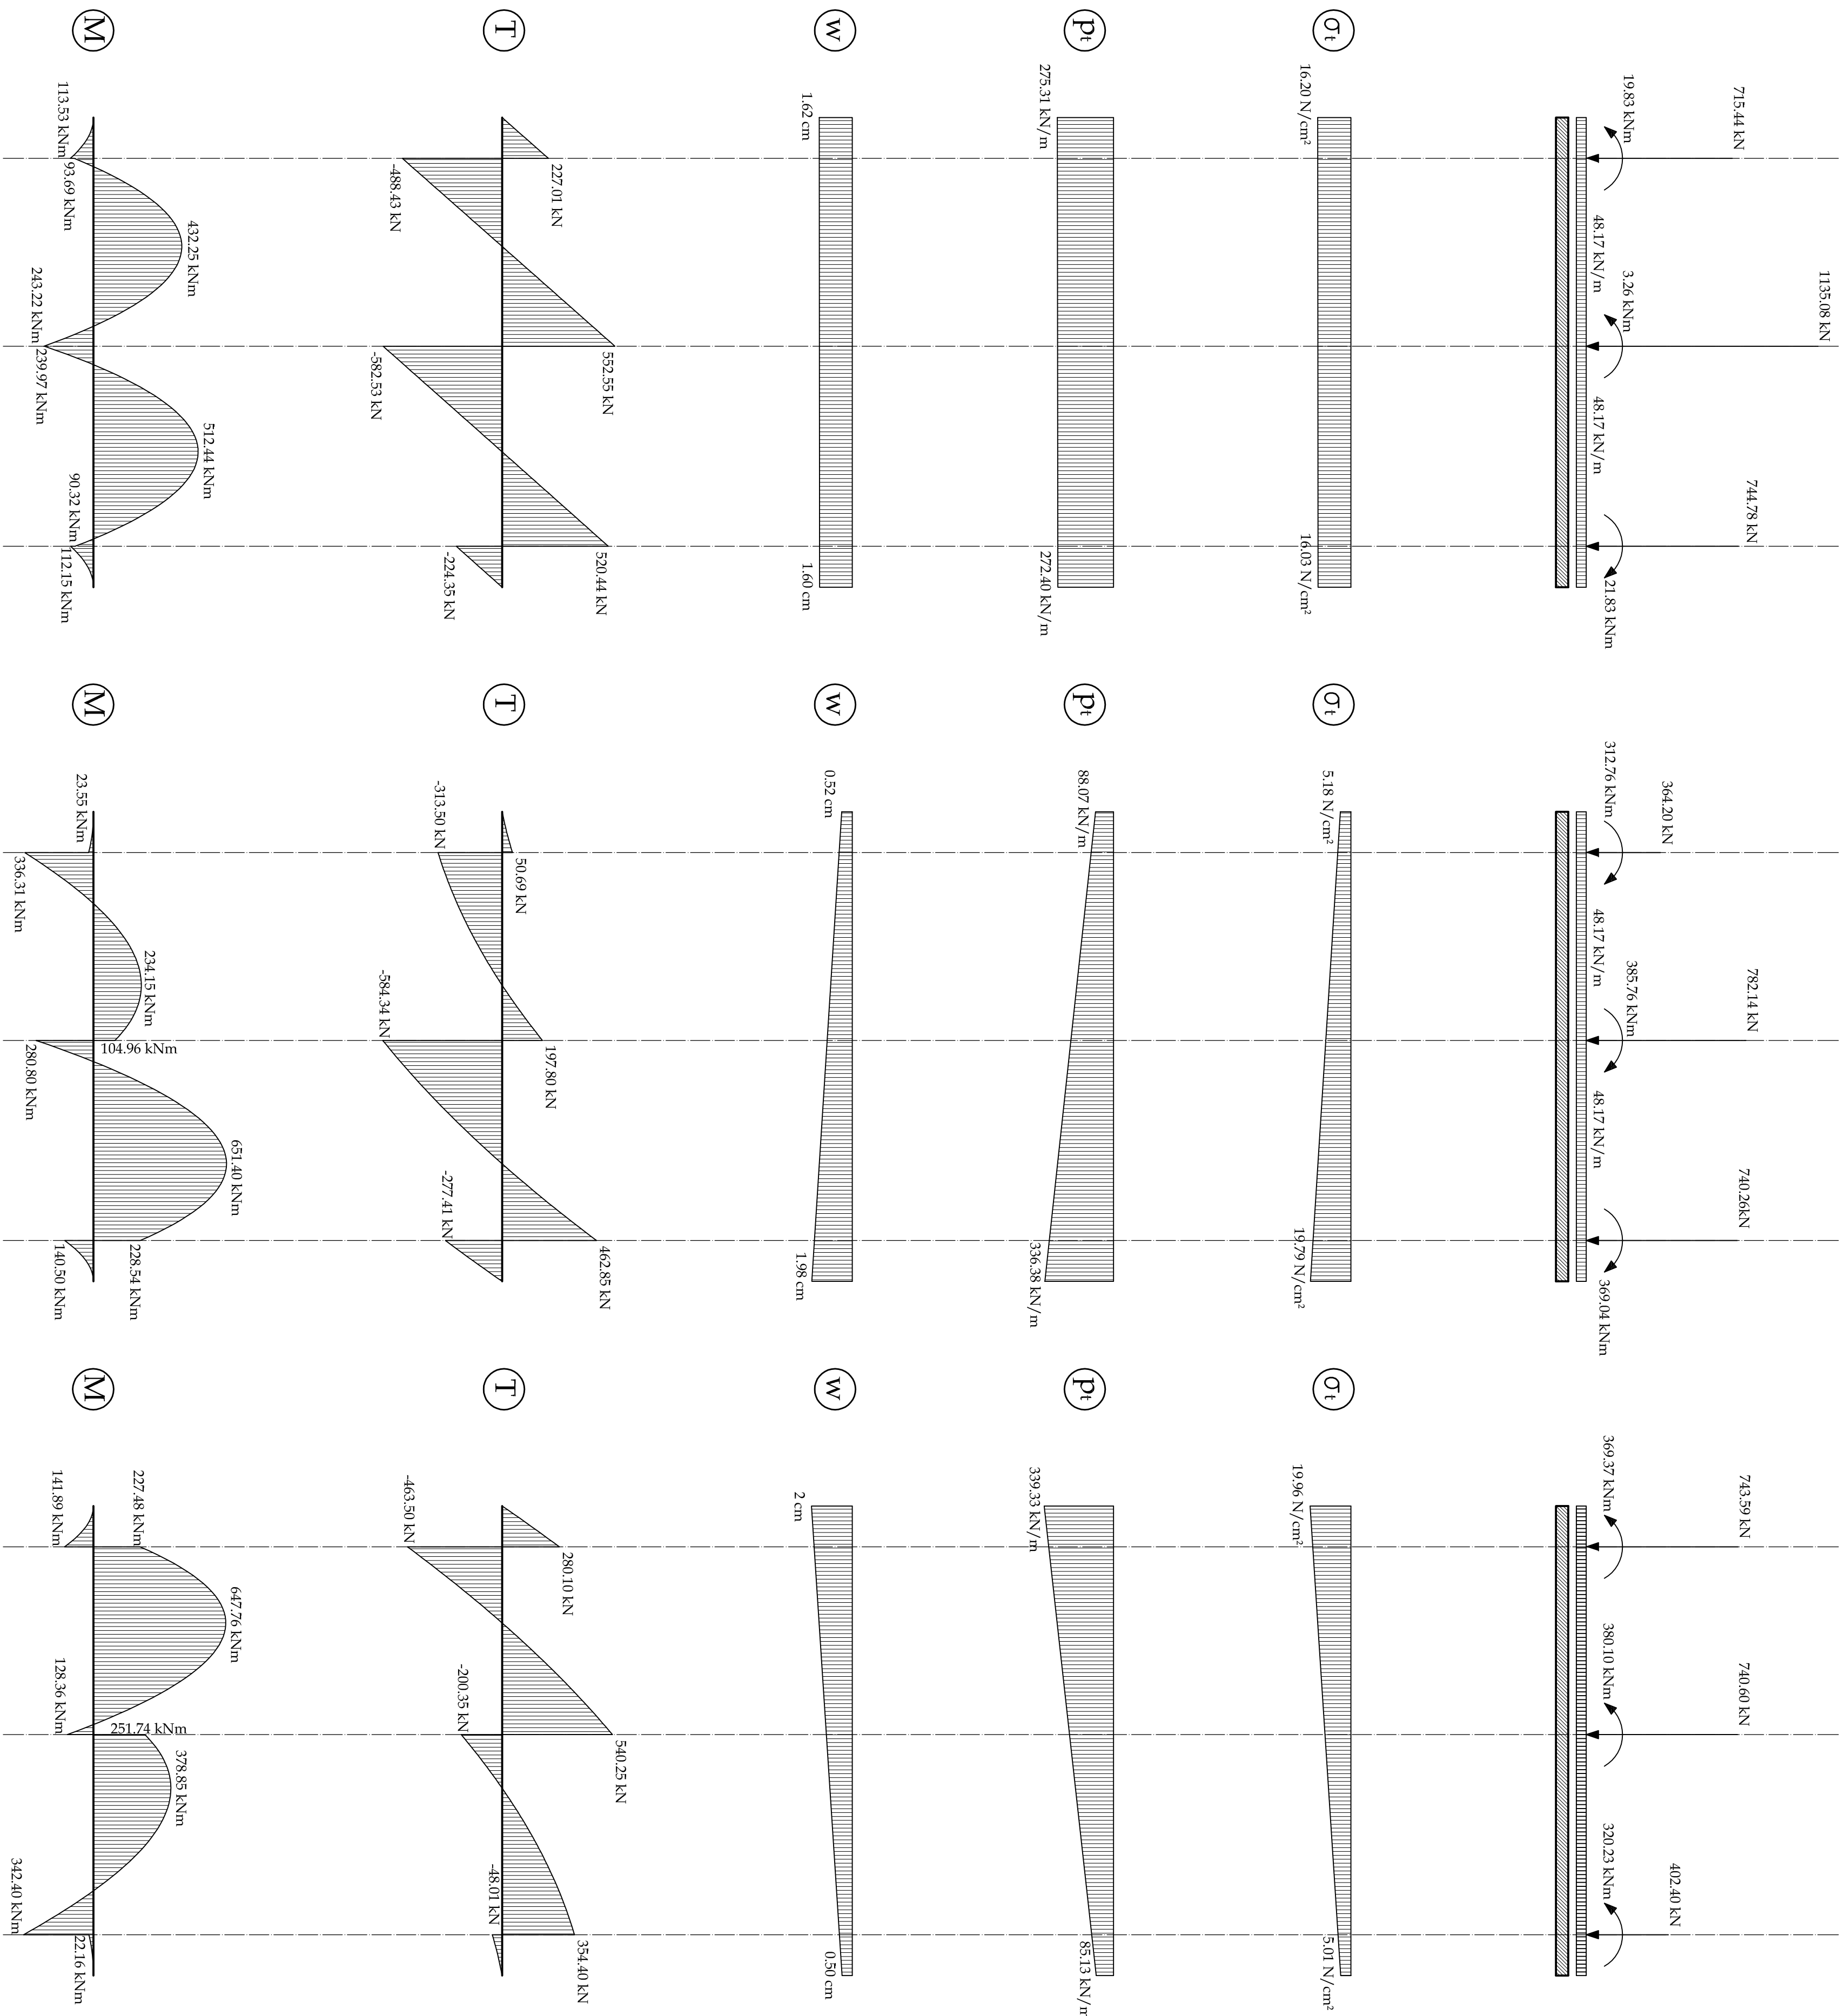 715.44 kN
1135.08 kN
744.78 kN
19.83 kNm
3.26 kNm
21.83 kNm
48.17 kN/m
48.17 kN/m
σt
16.20 N/cm²
16.03 N/cm²
pt
275.31 kN/m
272.40 kN/m
w
1.62 cm
1.60 cm
T
227.01 kN
-488.43 kN
552.55 kN
-582.53 kN
520.44 kN
-224.35 kN
M
113.53 kNm
93.69 kNm
432.25 kNm
243.22 kNm
239.97 kNm
512.44 kNm
90.32 kNm
112.15 kNm
364.20 kN
782.14 kN
740.26kN
312.76 kNm
385.76 kNm
369.04 kNm
48.17 kN/m
48.17 kN/m
σt
5.18 N/cm²
19.79 N/cm²
pt
88.07 kN/m
336.38 kN/m
w
0.52 cm
1.98 cm
T
-313.50 kN
50.69 kN
-584.34 kN
197.80 kN
-277.41 kN
462.85 kN
M
23.55 kNm
336.31 kNm
234.15 kNm
104.96 kNm
280.80 kNm
651.40 kNm
228.54 kNm
140.50 kNm
743.59 kN
740.60 kN
402.40 kN
369.37 kNm
380.10 kNm
320.23 kNm
σt
19.96 N/cm²
5.01 N/cm²
pt
339.33 kN/m
85.13 kN/m
w
2 cm
0.50 cm
T
-463.50 kN
280.10 kN
-200.35 kN
540.25 kN
-48.01 kN
354.40 kN
M
141.89 kNm
227.48 kNm
647.76 kNm
128.36 kNm
251.74 kNm
378.85 kNm
342.40 kNm
22.16 kNm